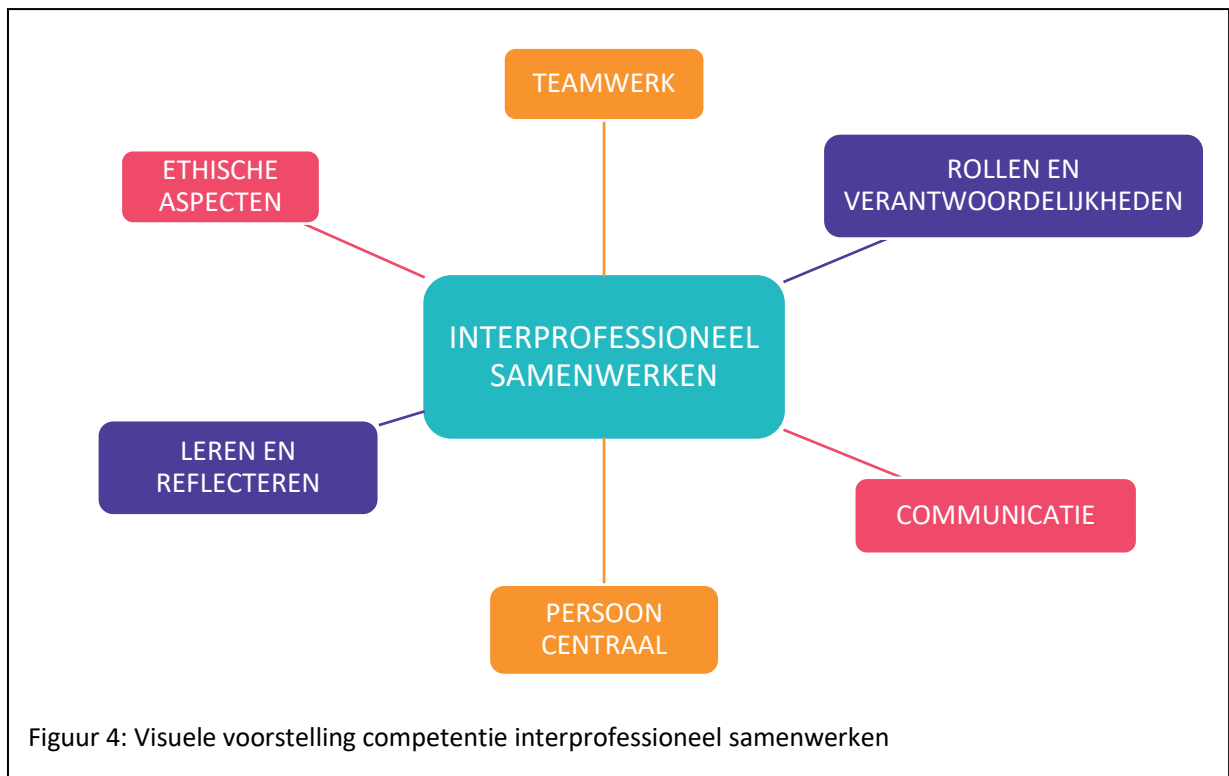 TEAMWERK
ETHISCHE
ASPECTEN
ROLLEN EN
VERANTWOORDELIJKHEDEN
INTERPROFESSIONEEL
SAMENWERKEN
LEREN EN
REFLECTEREN
COMMUNICATIE
PERSOON
CENTRAAL
Figuur 4: Visuele voorstelling competentie interprofessioneel samenwerken